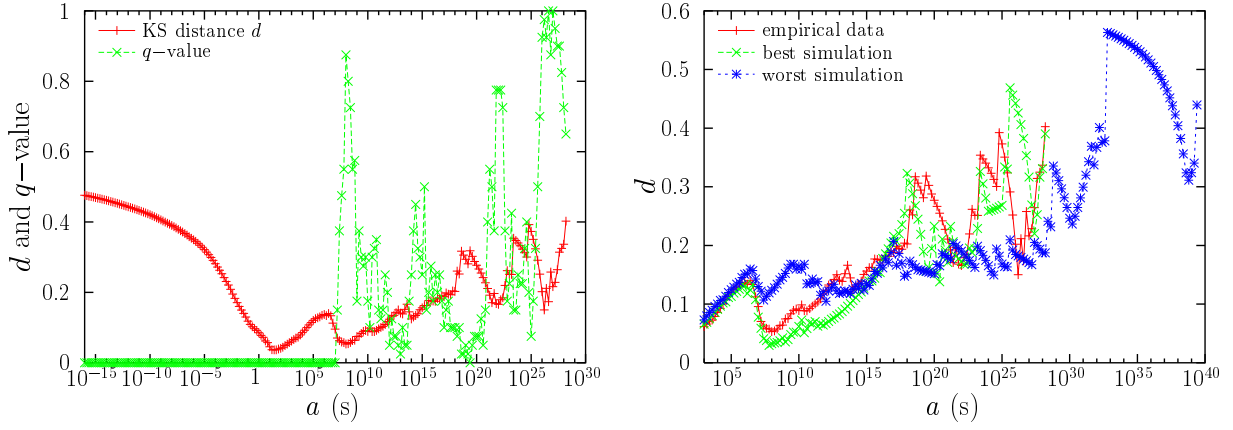 KS distance d
q−value
d and q−value
1
0.8
0.6
0.4
0.2
0
10^−15 10^−10 10^−5 1 10^5 10^10 10^15 10^20 10^25 10^30
a (s)
empirical data
best simulation
worst simulation
d
0.6
0.5
0.4
0.3
0.2
0.1
0
10^5 10^10 10^15 10^20 10^25 10^30 10^35 10^40
a (s)